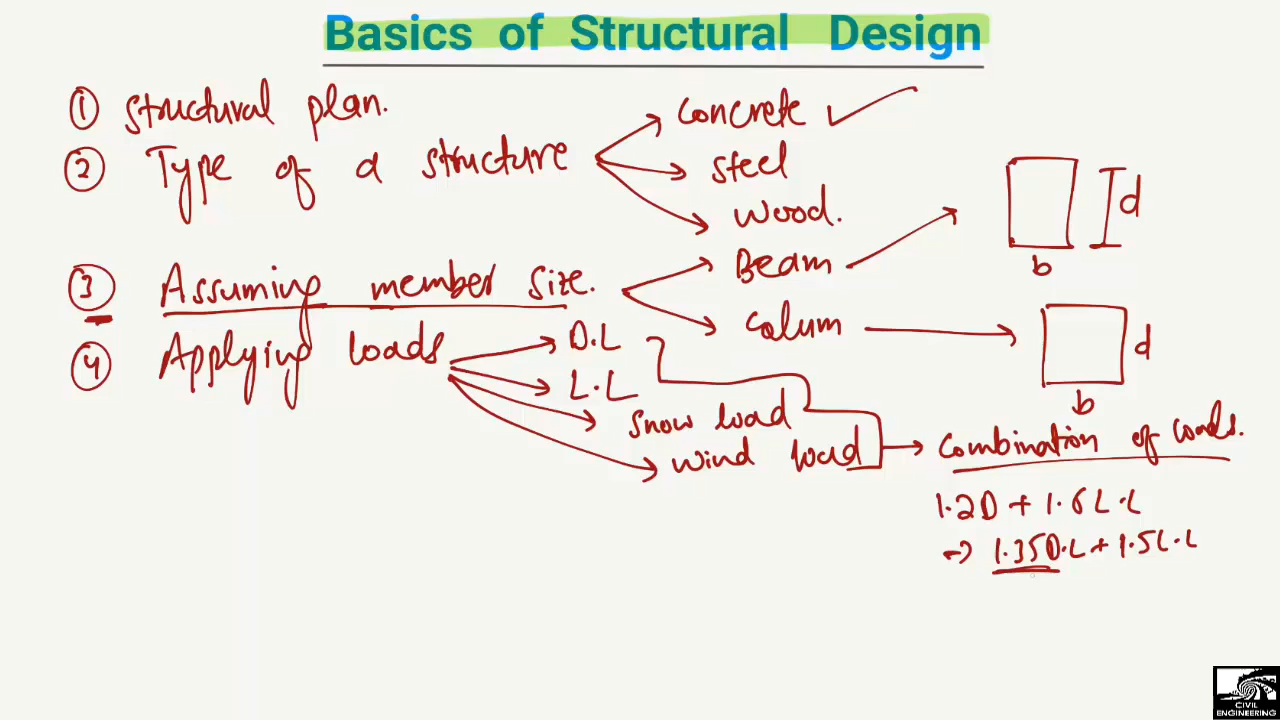 Basics of Structural Design
1 Structural plan.
2 Type of a structure
Concrete
Steel
Wood.
3 Assuming member size.
Beam
Colum
b
d
b
d
4 Applying loads
D.L
L.L
Snow load
Wind load
Combination of loads.
1.2D + 1.6L.L
→ 1.35D.L + 1.5L.L
CIVIL
ENGINEERING